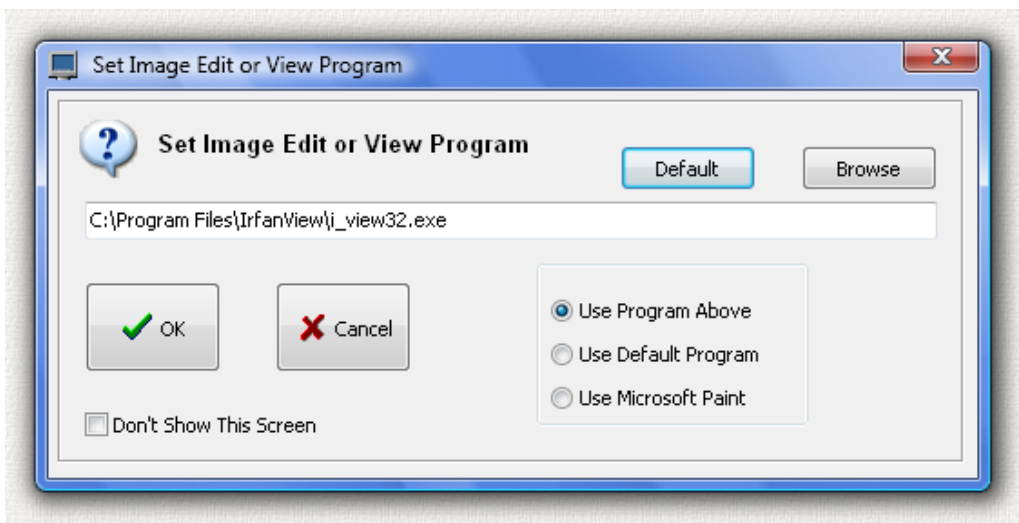 Set Image Edit or View Program
Set Image Edit or View Program
Default
Browse
C:\Program Files\IrfanView\i_view32.exe
OK
Cancel
Use Program Above
Use Default Program
Use Microsoft Paint
Don't Show This Screen